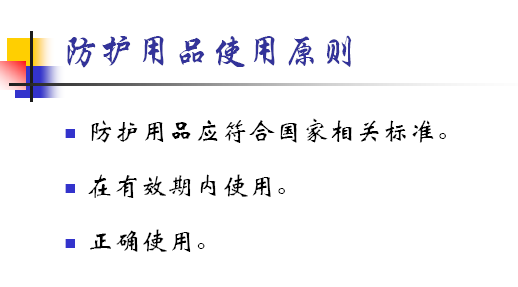 防护用品使用原则
防护用品应符合国家相关标准。
在有效期内使用。
正确使用。